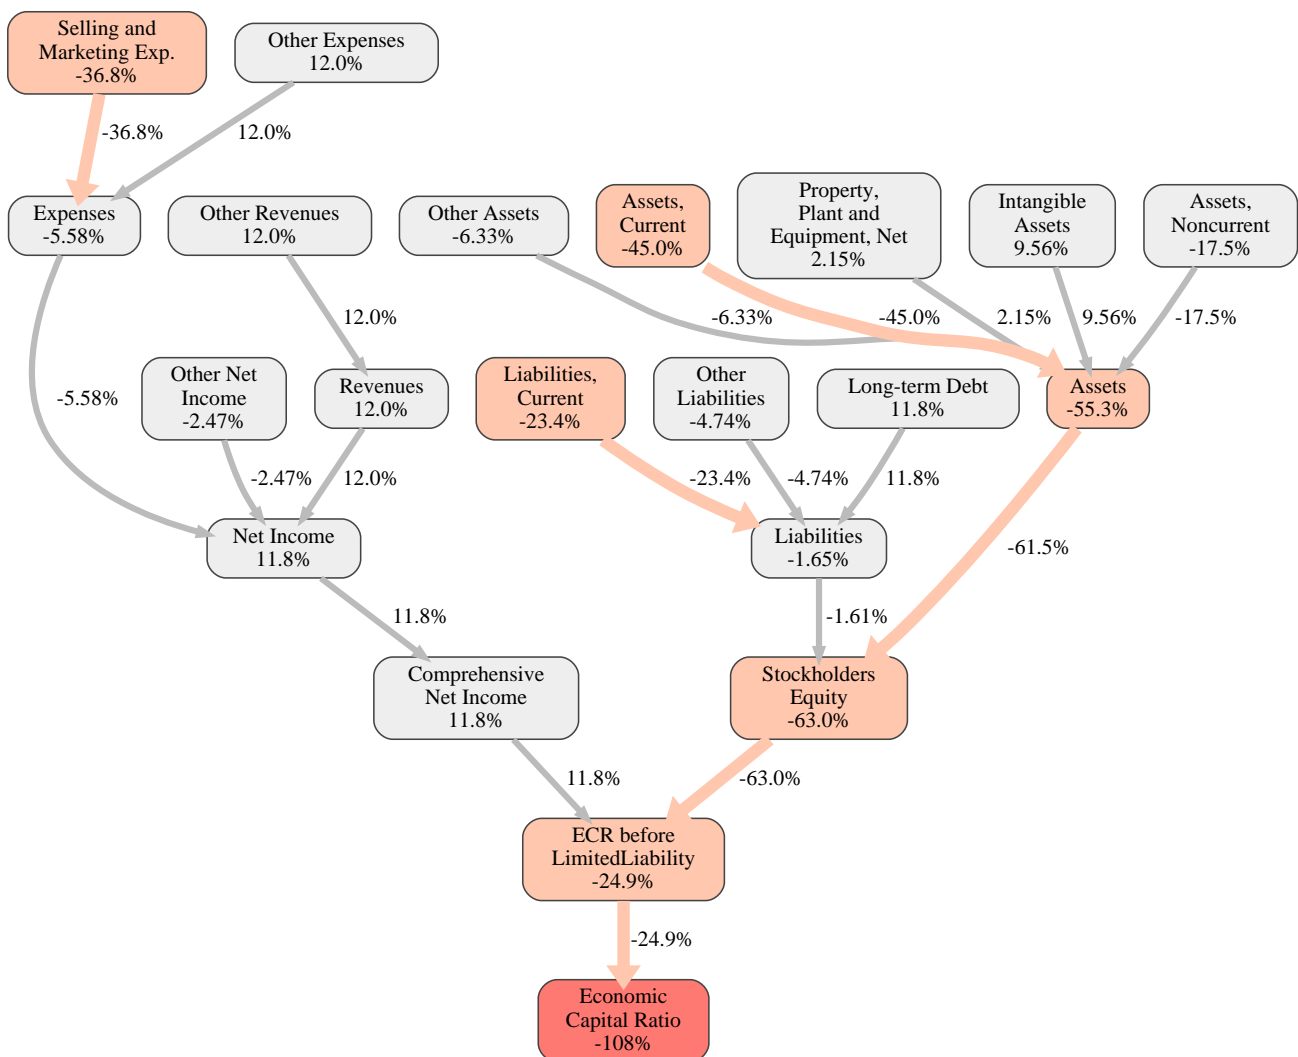 Selling and
Marketing Exp.
-36.8%
Other Expenses
12.0%
-36.8%
12.0%
Expenses
-5.58%
Other Revenues
12.0%
Other Assets
-6.33%
Assets,
Current
-45.0%
Property,
Plant and
Equipment, Net
2.15%
Intangible
Assets
9.56%
Assets,
Noncurrent
-17.5%
12.0%
-6.33%
-45.0%
2.15%
9.56%
-17.5%
-5.58%
Other Net
Income
-2.47%
Revenues
12.0%
Liabilities,
Current
-23.4%
Other
Liabilities
-4.74%
Long-term Debt
11.8%
Assets
-55.3%
-2.47%
12.0%
-23.4%
-4.74%
11.8%
Net Income
11.8%
Liabilities
-1.65%
-61.5%
11.8%
-1.61%
Comprehensive
Net Income
11.8%
Stockholders
Equity
-63.0%
11.8%
-63.0%
ECR before
LimitedLiability
-24.9%
-24.9%
Economic
Capital Ratio
-108%